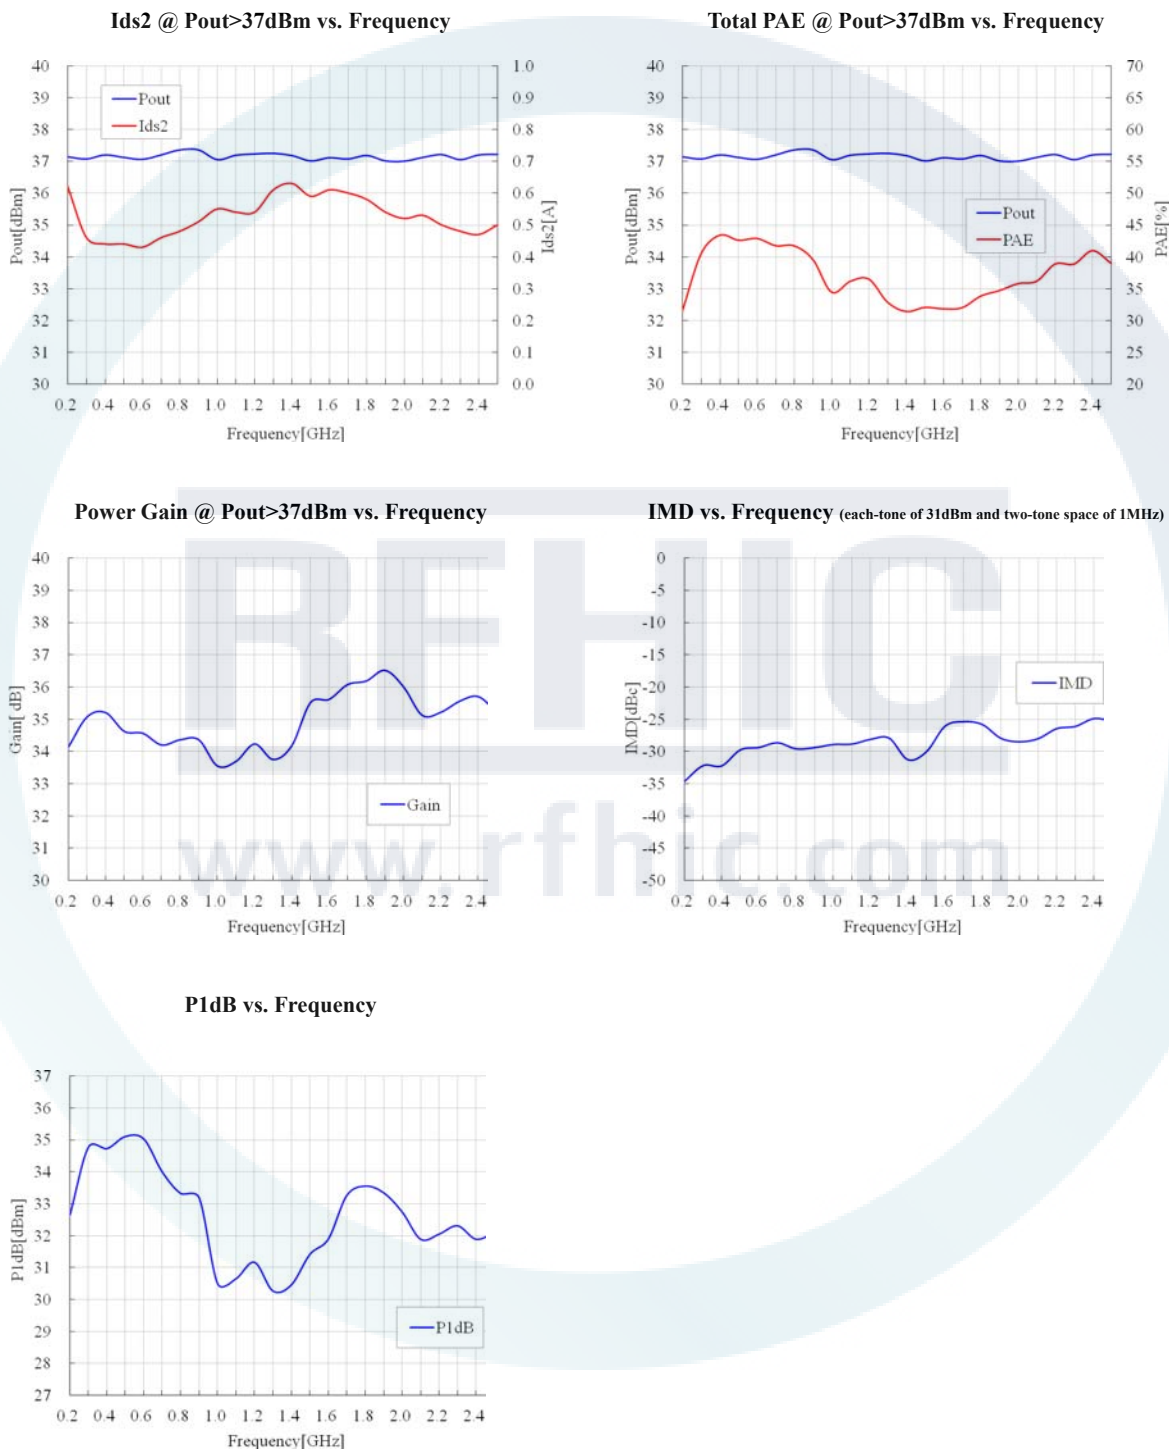 Ids2 @ Pout>37dBm vs. Frequency
40
39
38
37
36
35
34
33
32
31
30
Pout[dBm]
Pout
Ids2
1.0
0.9
0.8
0.7
0.6
0.5
0.4
0.3
0.2
0.1
0.0
Ids2[A]
0.2 0.4 0.6 0.8 1.0 1.2 1.4 1.6 1.8 2.0 2.2 2.4
Frequency[GHz]
Total PAE @ Pout>37dBm vs. Frequency
40
39
38
37
36
35
34
33
32
31
30
Pout[dBm]
Pout
PAE
70
65
60
55
50
45
40
35
30
25
20
PAE[%]
0.2 0.4 0.6 0.8 1.0 1.2 1.4 1.6 1.8 2.0 2.2 2.4
Frequency[GHz]
Power Gain @ Pout>37dBm vs. Frequency
40
39
38
37
36
35
34
33
32
31
30
Gain[ dB]
Gain
0.2 0.4 0.6 0.8 1.0 1.2 1.4 1.6 1.8 2.0 2.2 2.4
Frequency[GHz]
IMD vs. Frequency (each-tone of 31dBm and two-tone space of 1MHz)
0
-5
-10
-15
-20
-25
-30
-35
-40
-45
-50
IMD[dBc]
IMD
0.2 0.4 0.6 0.8 1.0 1.2 1.4 1.6 1.8 2.0 2.2 2.4
Frequency[GHz]
RFHIC
www.rfhic.com
P1dB vs. Frequency
37
36
35
34
33
32
31
30
29
28
27
P1dB[dBm]
P1dB
0.2 0.4 0.6 0.8 1.0 1.2 1.4 1.6 1.8 2.0 2.2 2.4
Frequency[GHz]